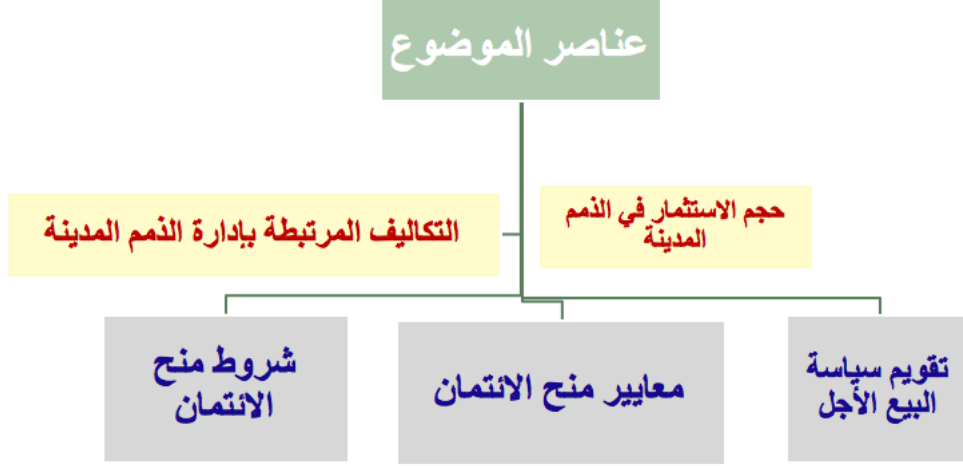 عناصر الموضوع
حجم الاستثمار في الذمم
المدينة
التكاليف المرتبطة بإدارة الذمم المدينة
تقويم سياسة
البيع الأجل
معايير منح الائتمان
شروط منح
الائتمان